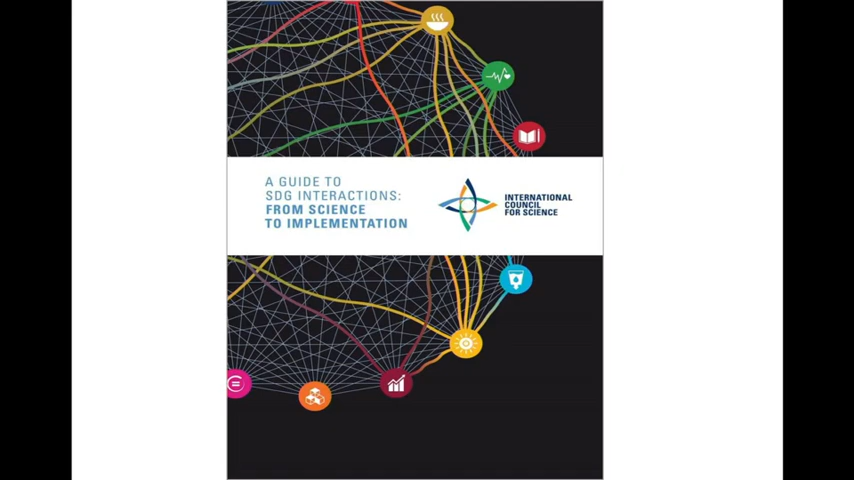 A GUIDE TO
SDG INTERACTIONS:
FROM SCIENCE
TO IMPLEMENTATION
INTERNATIONAL
COUNCIL
FOR SCIENCE